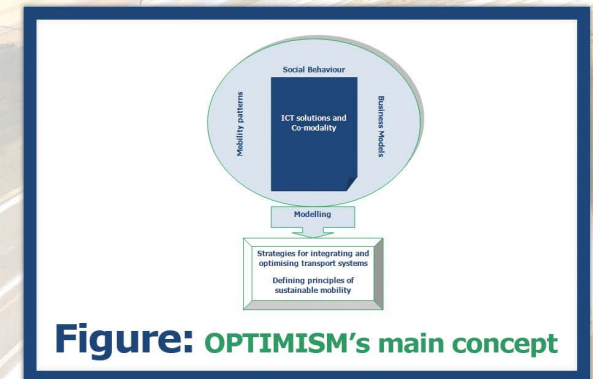 Social Behaviour
Mobility patterns
ICT solutions and
Co-modality
Business Models
Modelling
Strategies for integrating and
optimising transport systems
Defining principles of
sustainable mobility
Figure: OPTIMISM's main concept